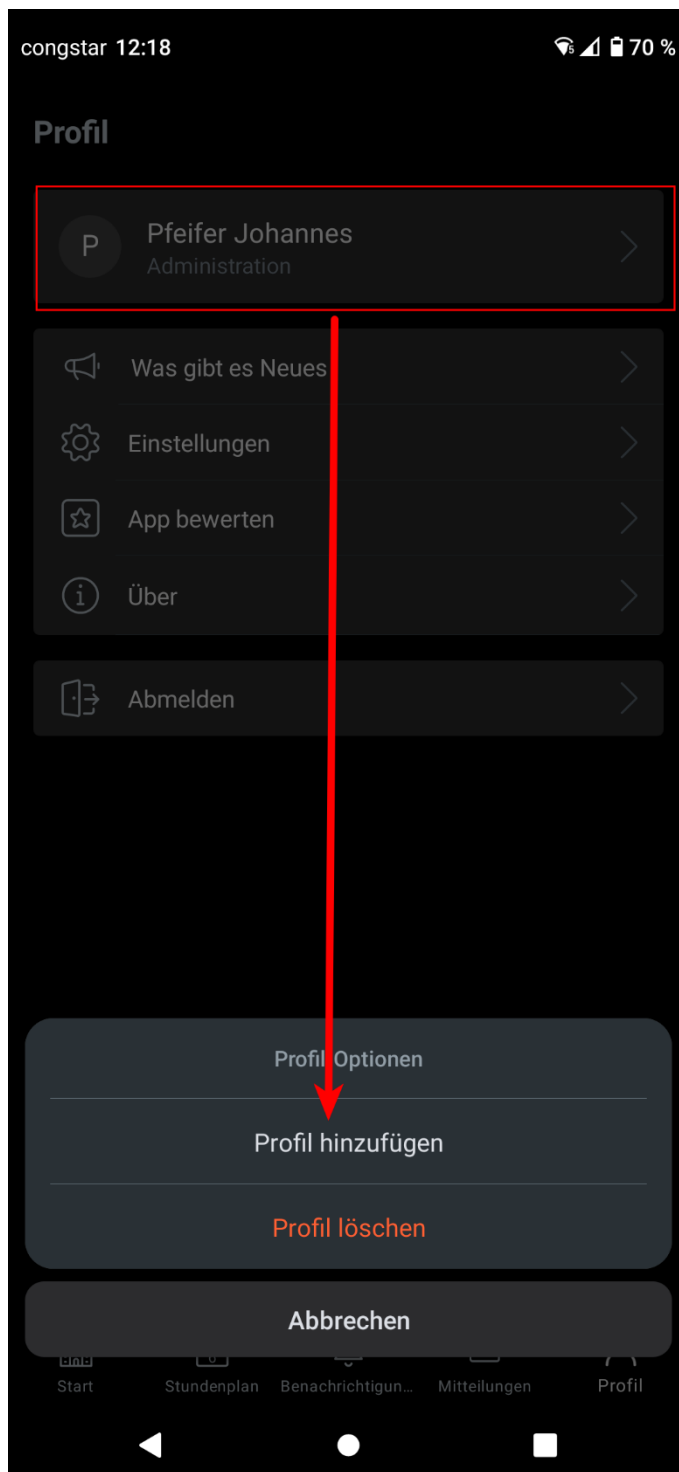 congstar 12:18 5 70 %
Profil
P
Pfeifer Johannes
Administration
Was gibt es Neues
Einstellungen
App bewerten
Über
Abmelden
Profil Optionen
Profil hinzufügen
Profil löschen
Abbrechen
Start Stundenplan Benachrichtigun... Mitteilungen Profil